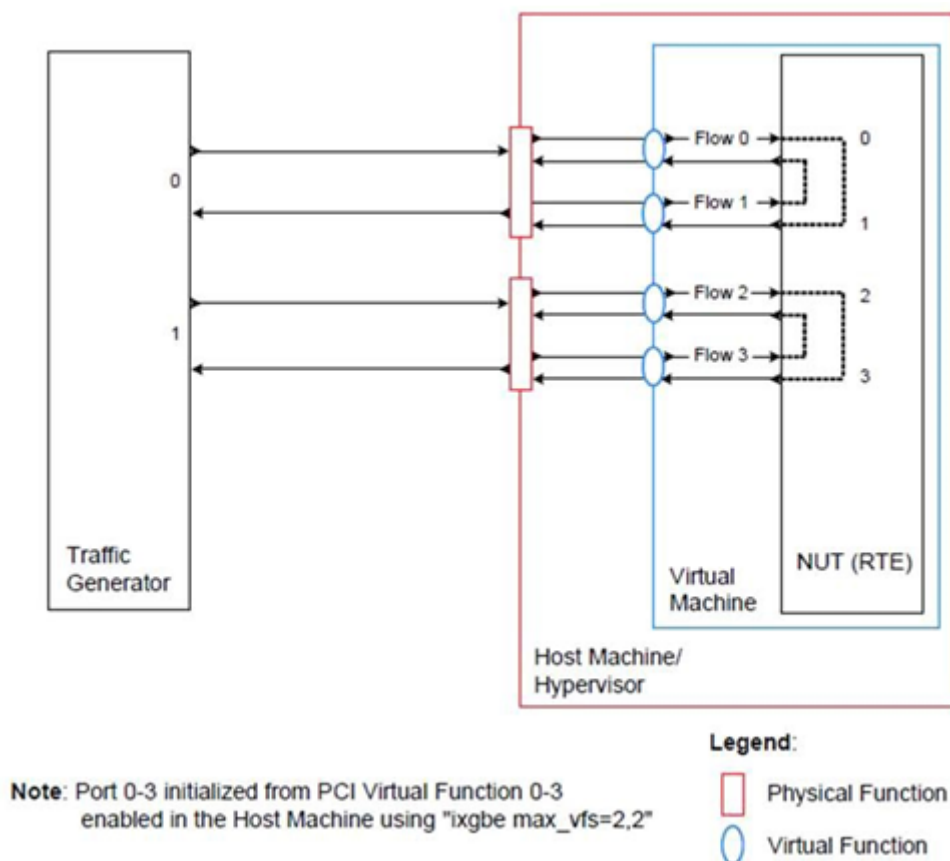 0
1
Traffic
Generator
Flow 0
0
Flow 1
1
Flow 2
2
Flow 3
3
NUT (RTE)
Virtual
Machine
Host Machine/
Hypervisor
Legend:
Physical Function
Virtual Function
Note: Port 0-3 initialized from PCI Virtual Function 0-3
enabled in the Host Machine using "ixgbe max_vfs=2,2"